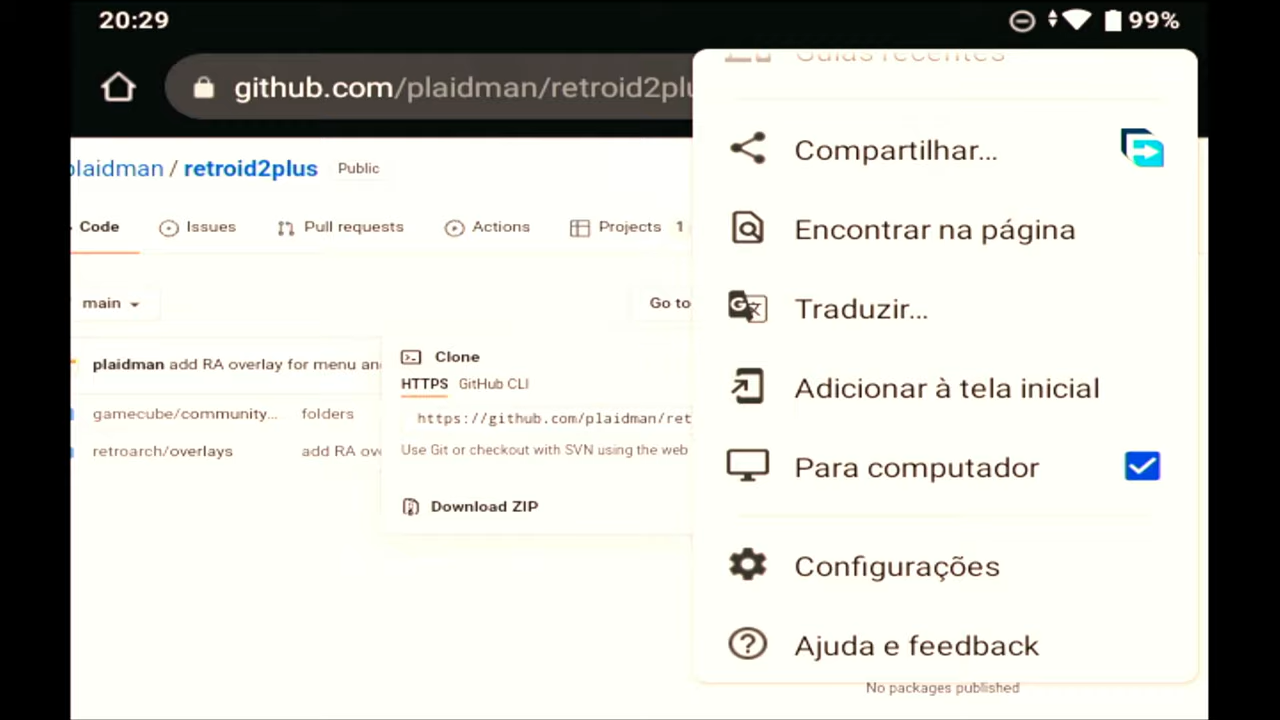 20:29
99%
github.com/plaidman/retroid2plu
Guias recentes
plaidman / retroid2plus Public
Code Issues Pull requests Actions Projects 1
main
Go to
plaidman add RA overlay for menu an
gamecube/community... folders
retroarch/overlays add RA ov
Clone
HTTPS GitHub CLI
https://github.com/plaidman/ret
Use Git or checkout with SVN using the web
Download ZIP
Compartilhar...
Encontrar na página
Traduzir...
Adicionar à tela inicial
Para computador
Configurações
Ajuda e feedback
No packages published